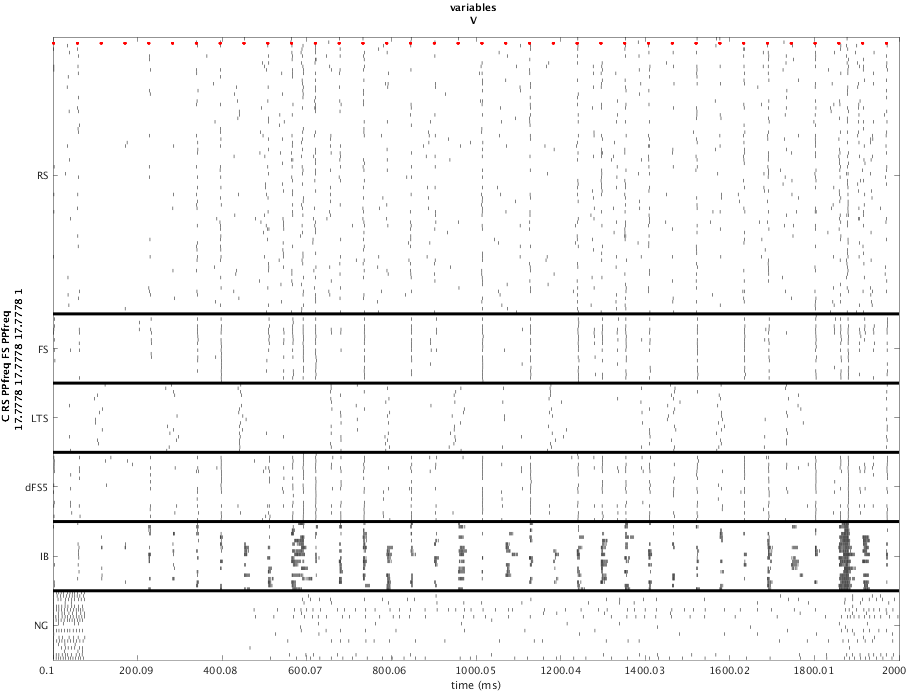 variables
V
C RS PPfreq FS PPfreq
17.7778 17.7778 17.7778 1
RS
FS
LTS
dFS5
IB
NG
0.1 200.09 400.08 600.07 800.06 1000.05 1200.04 1400.03 1600.02 1800.01 2000
time (ms)